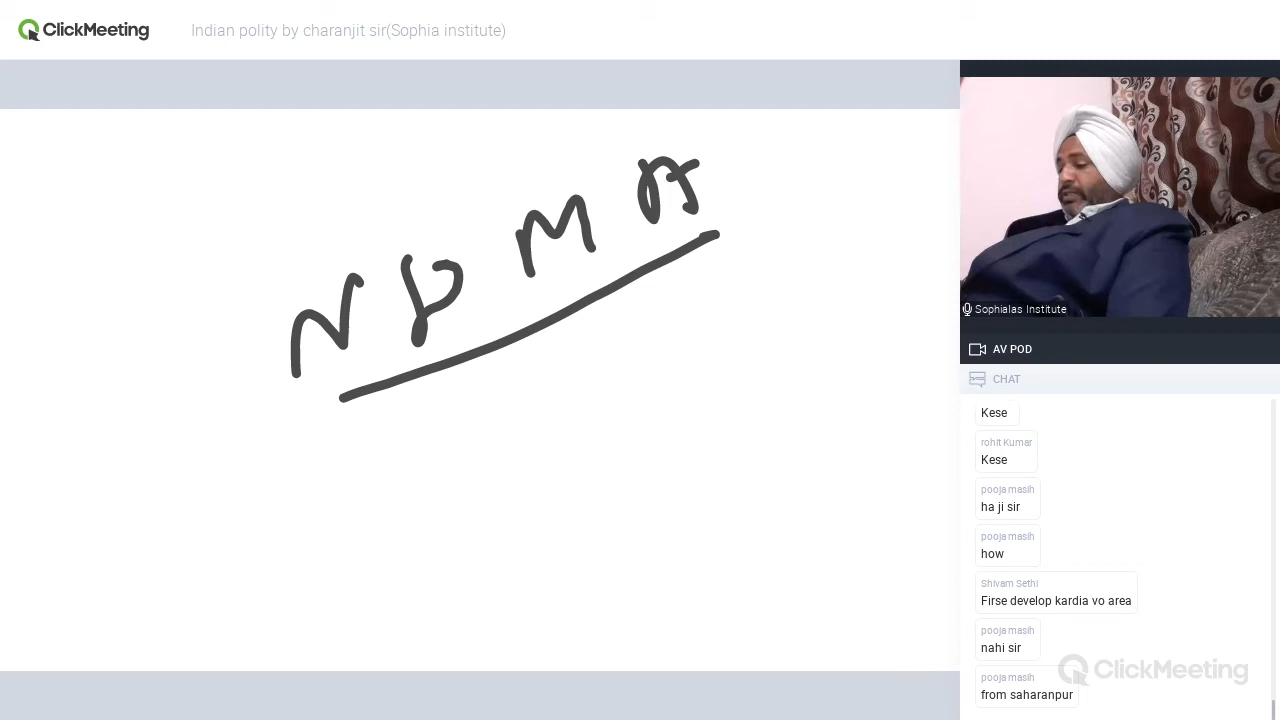 ClickMeeting
Indian polity by charanjit sir(Sophia institute)
NDMA
Sophialas Institute
AV POD
CHAT
Kese
rohit Kumar
Kese
pooja masih
ha ji sir
pooja masih
how
Shivam Sethi
Firse develop kardia vo area
pooja masih
nahi sir
pooja masih
from saharanpur
ClickMeeting